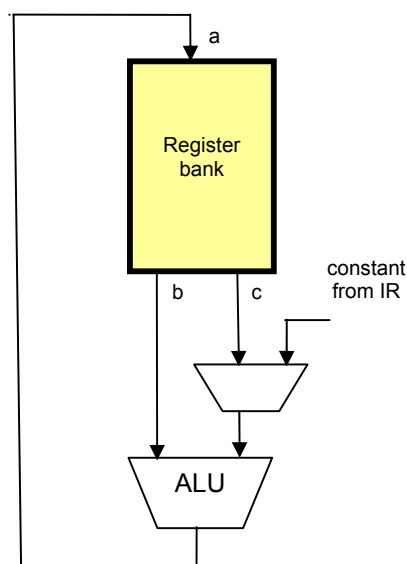 a
Register
bank
constant
from IR
b
c
ALU